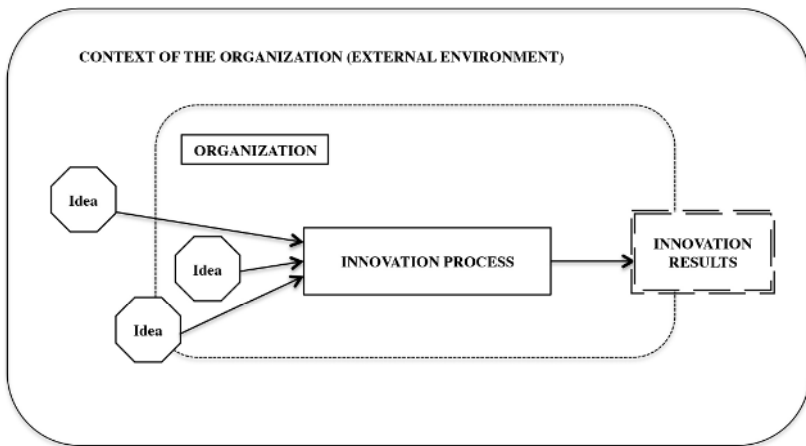 CONTEXT OF THE ORGANIZATION (EXTERNAL ENVIRONMENT)
ORGANIZATION
Idea
Idea
Idea
INNOVATION PROCESS
INNOVATION
RESULTS